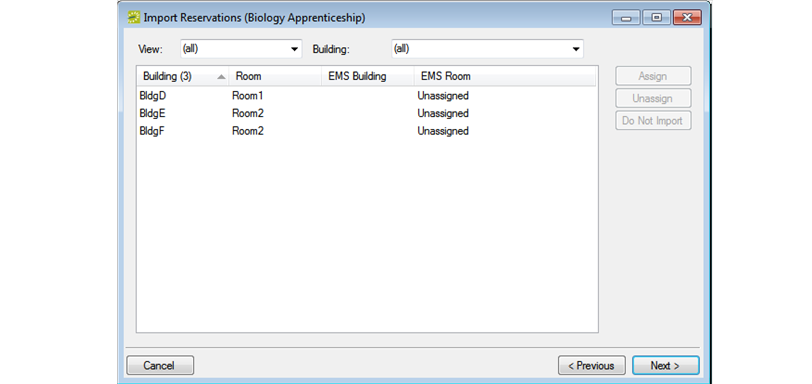 Import Reservations (Biology Apprenticeship)
View: (all) Building: (all)
Building (3) Room EMS Building EMS Room
BldgD Room1 Unassigned
BldgE Room2 Unassigned
BldgF Room2 Unassigned
Assign
Unassign
Do Not Import
Cancel < Previous Next >